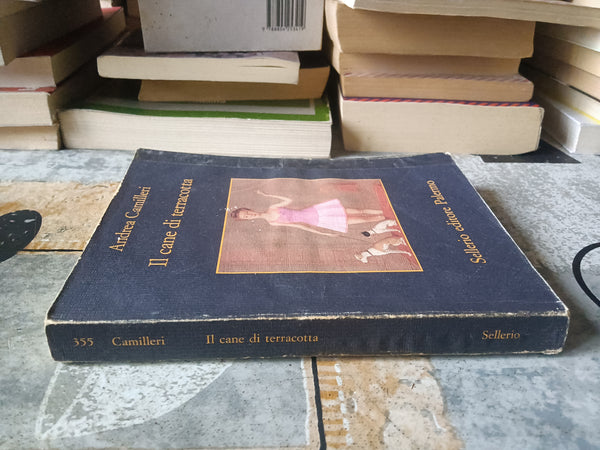 Andrea Camilleri
Il cane di terracotta
Sellerio editore Palermo
355 Camilleri Il cane di terracotta Sellerio